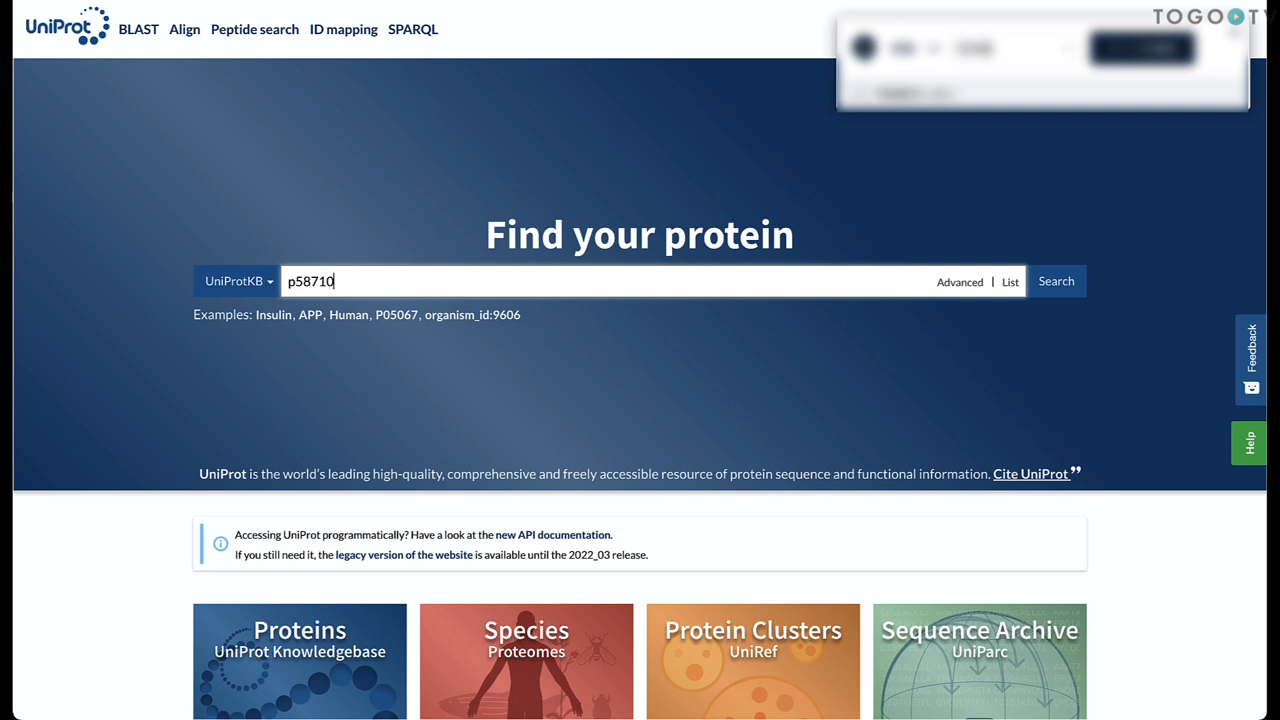 UniProt BLAST Align Peptide search ID mapping SPARQL
TOGO TV
Find your protein
UniProtKB p58710 Advanced | List Search
Examples: Insulin, APP, Human, P05067, organism_id:9606
Feedback
Help
UniProt is the world's leading high-quality, comprehensive and freely accessible resource of protein sequence and functional information. Cite UniProt ”
Accessing UniProt programmatically? Have a look at the new API documentation.
If you still need it, the legacy version of the website is available until the 2022_03 release.
Proteins
UniProt Knowledgebase
Species
Proteomes
Protein Clusters
UniRef
Sequence Archive
UniParc